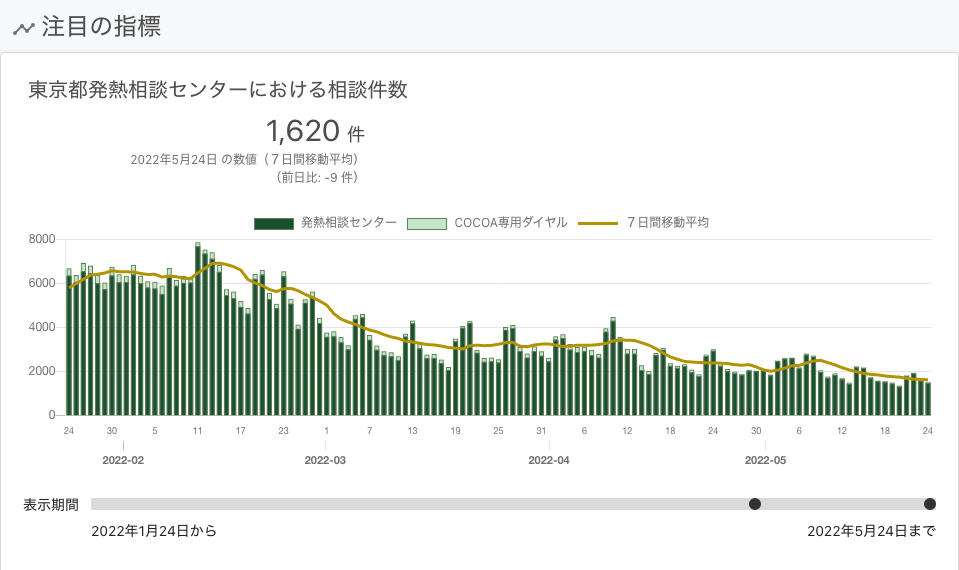 注目の指標
東京都発熱相談センターにおける相談件数
1,620 件
2022年5月24日 の数値（７日間移動平均）
（前日比: -9 件）
発熱相談センター COCOA専用ダイヤル ７日間移動平均
8000
6000
4000
2000
0
24 30 5 11 17 23 1 7 13 19 25 31 6 12 18 24 30 6 12 18 24
2022-02 2022-03 2022-04 2022-05
表示期間
2022年1月24日から 2022年5月24日まで